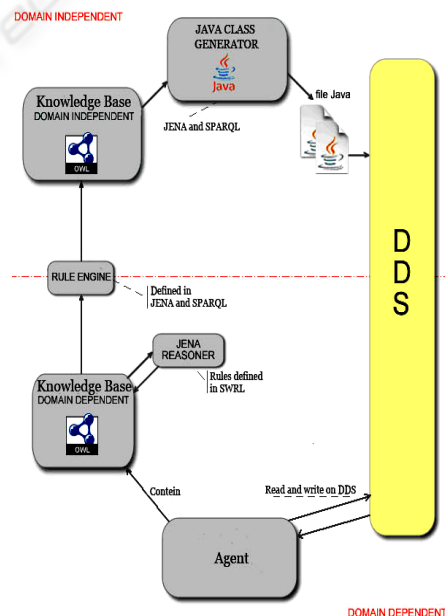 DOMAIN INDEPENDENT
JAVA CLASS
GENERATOR
Java
file Java
JENA and SPARQL
Knowledge Base
DOMAIN INDEPENDENT
OWL
D
D
S
RULE ENGINE
Defined in
JENA and SPARQL
JENA
REASONER
Rules defined
in SWRL
Knowledge Base
DOMAIN DEPENDENT
OWL
Contein
Read and write on DDS
Agent
DOMAIN DEPENDENT